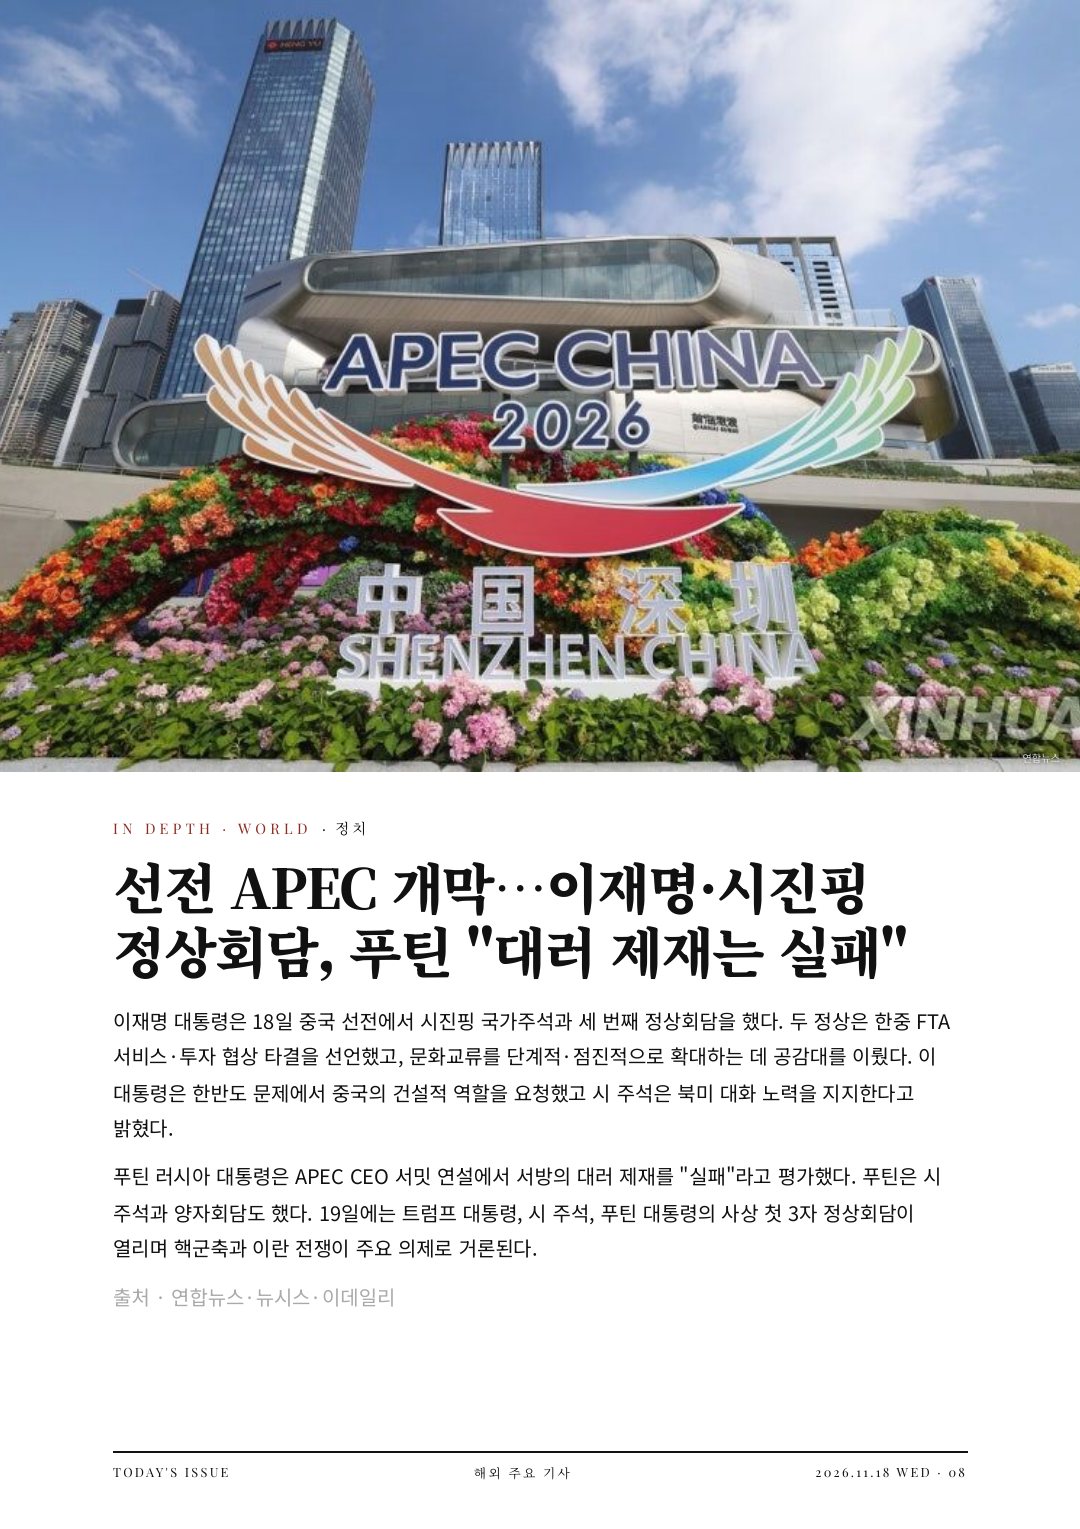 HENG YU
APEC CHINA
2026
中国 深圳
SHENZHEN CHINA
XINHUA
연합뉴스
IN DEPTH · WORLD · 정치
선전 APEC 개막…이재명·시진핑
정상회담, 푸틴 "대러 제재는 실패"
이재명 대통령은 18일 중국 선전에서 시진핑 국가주석과 세 번째 정상회담을 했다. 두 정상은 한중 FTA
서비스·투자 협상 타결을 선언했고, 문화교류를 단계적·점진적으로 확대하는 데 공감대를 이뤘다. 이
대통령은 한반도 문제에서 중국의 건설적 역할을 요청했고 시 주석은 북미 대화 노력을 지지한다고
밝혔다.
푸틴 러시아 대통령은 APEC CEO 서밋 연설에서 서방의 대러 제재를 "실패"라고 평가했다. 푸틴은 시
주석과 양자회담도 했다. 19일에는 트럼프 대통령, 시 주석, 푸틴 대통령의 사상 첫 3자 정상회담이
열리며 핵군축과 이란 전쟁이 주요 의제로 거론된다.
출처 · 연합뉴스·뉴시스·이데일리
TODAY'S ISSUE
해외 주요 기사
2026.11.18 WED · 08